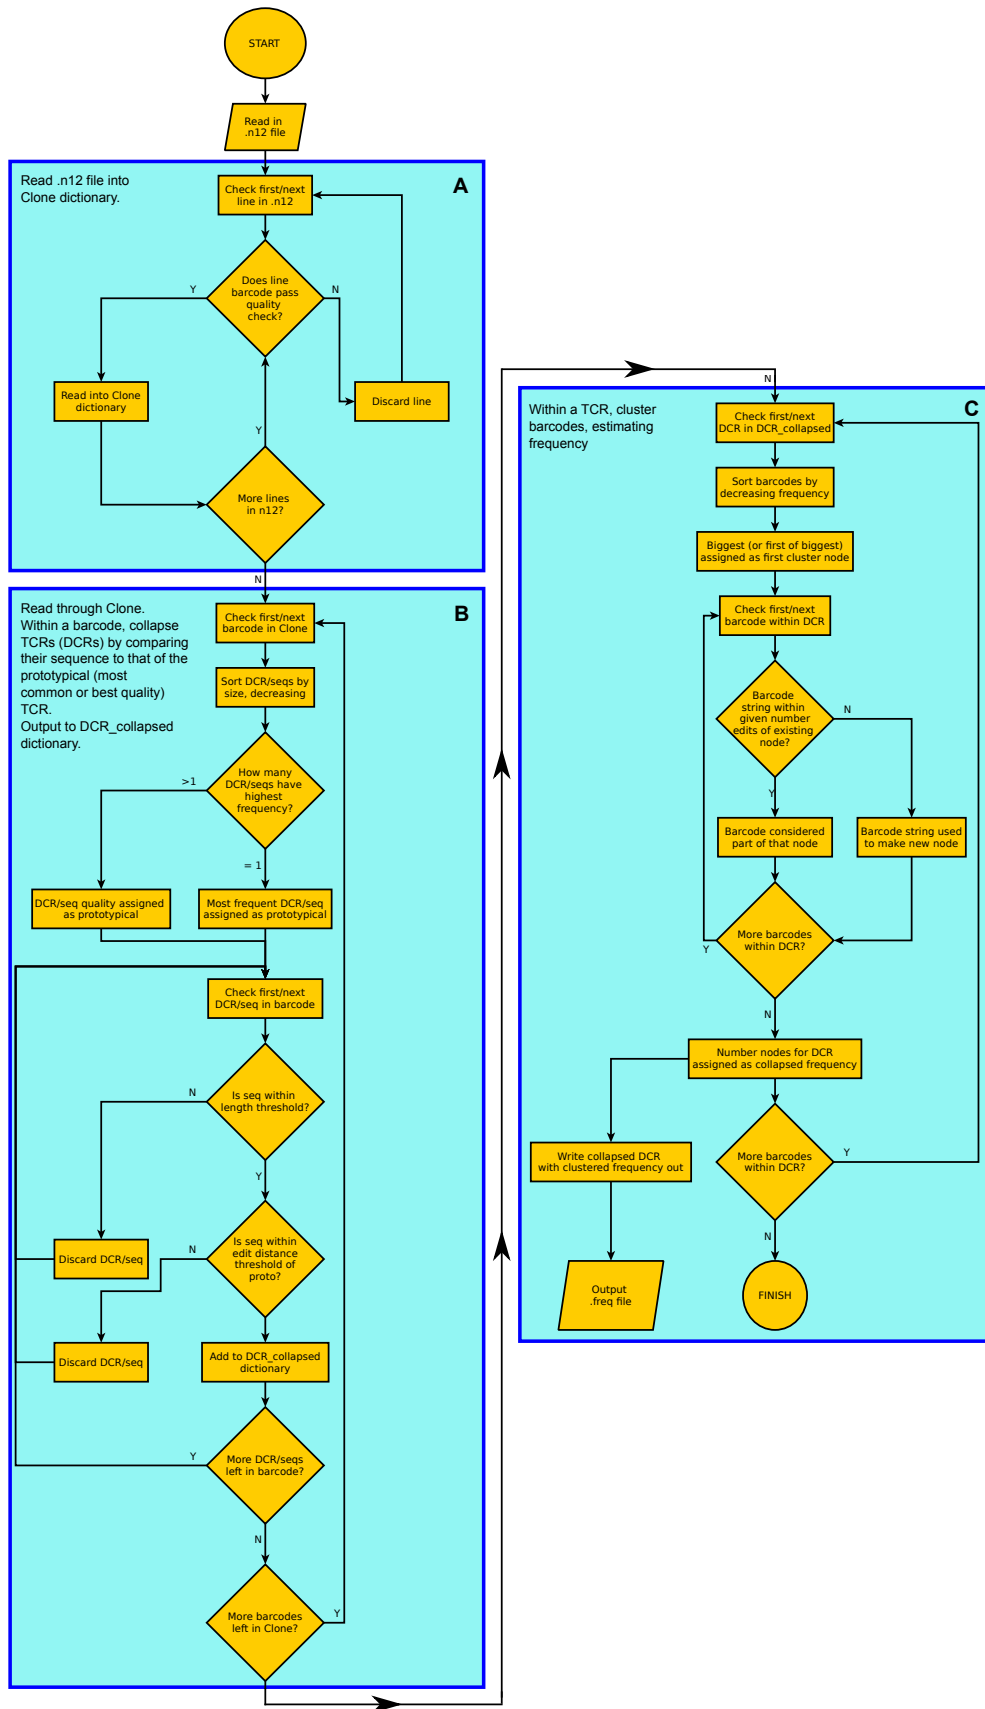 START
Read in
.n12 file
Read .n12 file into
Clone dictionary.
A
Check first/next
line in .n12
Does line
barcode pass
quality
check?
Y
N
Read into Clone
dictionary
Discard line
Y
More lines
in n12?
N
Read through Clone.
Within a barcode, collapse
TCRs (DCRs) by comparing
their sequence to that of the
prototypical (most
common or best quality)
TCR.
Output to DCR_collapsed
dictionary.
B
Check first/next
barcode in Clone
Sort DCR/seqs by
size, decreasing
How many
DCR/seqs have
highest
frequency?
>1
= 1
DCR/seq quality assigned
as prototypical
Most frequent DCR/seq
assigned as prototypical
Check first/next
DCR/seq in barcode
Is seq within
length threshold?
N
Y
Discard DCR/seq
Is seq within
edit distance
threshold of
proto?
N
Discard DCR/seq
Add to DCR_collapsed
dictionary
More DCR/seqs
left in barcode?
Y
N
More barcodes
left in Clone?
Y
N
Within a TCR, cluster
barcodes, estimating
frequency
C
Check first/next
DCR in DCR_collapsed
Sort barcodes by
decreasing frequency
Biggest (or first of biggest)
assigned as first cluster node
Check first/next
barcode within DCR
Barcode
string within
given number
edits of existing
node?
N
Y
Barcode considered
part of that node
Barcode string used
to make new node
More barcodes
within DCR?
Y
N
Number nodes for DCR
assigned as collapsed frequency
Write collapsed DCR
with clustered frequency out
More barcodes
within DCR?
Y
N
Output
.freq file
FINISH